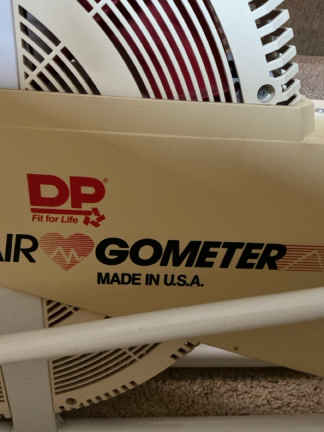 DP®
Fit for Life
AIR GOMETER
MADE IN U.S.A.